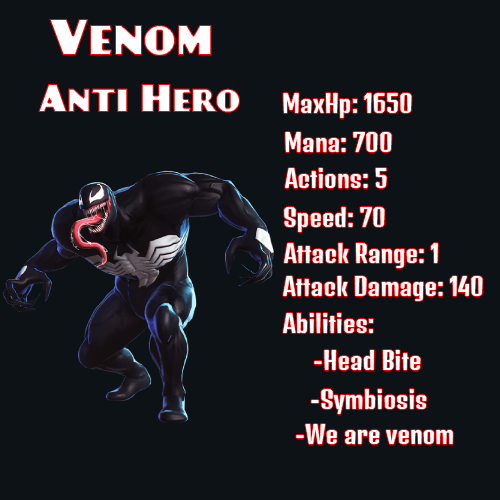 VENOM
ANTI HERO
MaxHp: 1650
Mana: 700
Actions: 5
Speed: 70
Attack Range: 1
Attack Damage: 140
Abilities:
-Head Bite
-Symbiosis
-We are venom